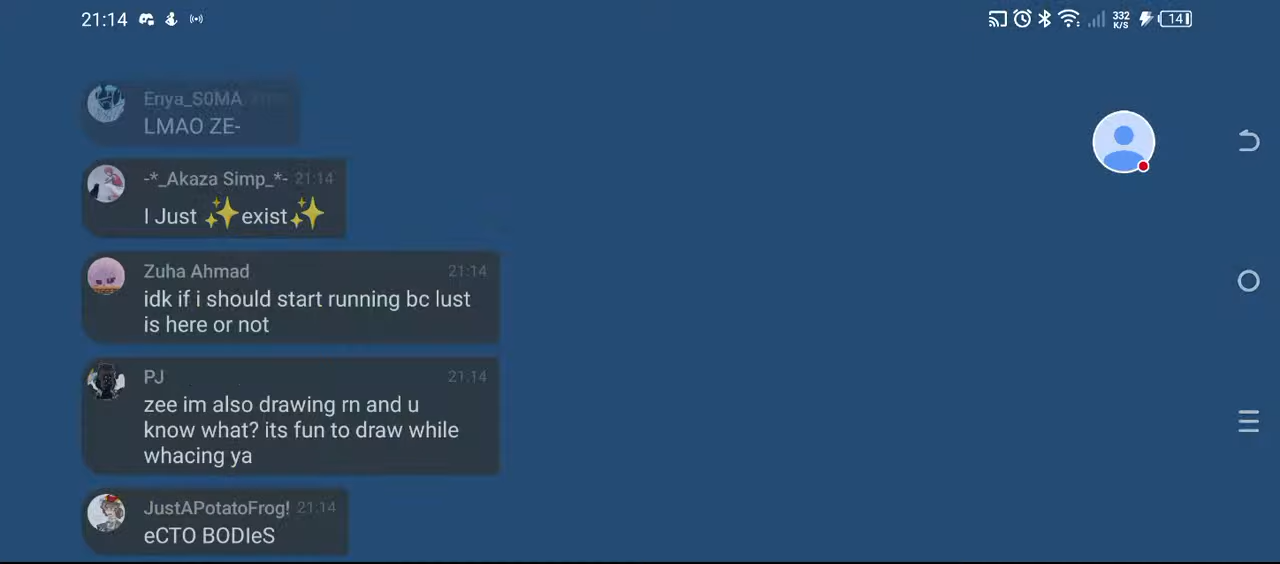 21:14
332
K/S
14
Enya_S0MA
LMAO ZE-
-*_Akaza Simp_*- 21:14
I Just ✨exist✨
Zuha Ahmad 21:14
idk if i should start running bc lust
is here or not
PJ 21:14
zee im also drawing rn and u
know what? its fun to draw while
whacing ya
JustAPotatoFrog! 21:14
eCTO BODIeS